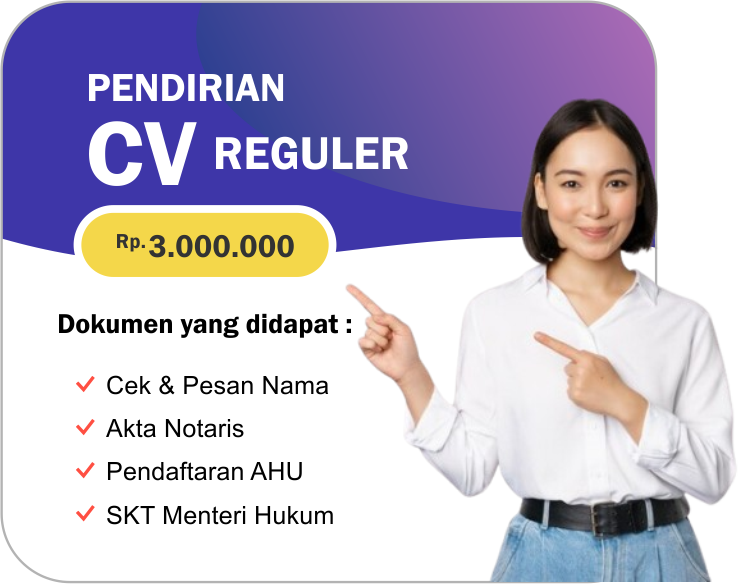 PENDIRIAN
CV REGULER
Rp.3.000.000
Dokumen yang didapat :
Cek & Pesan Nama
Akta Notaris
Pendaftaran AHU
SKT Menteri Hukum